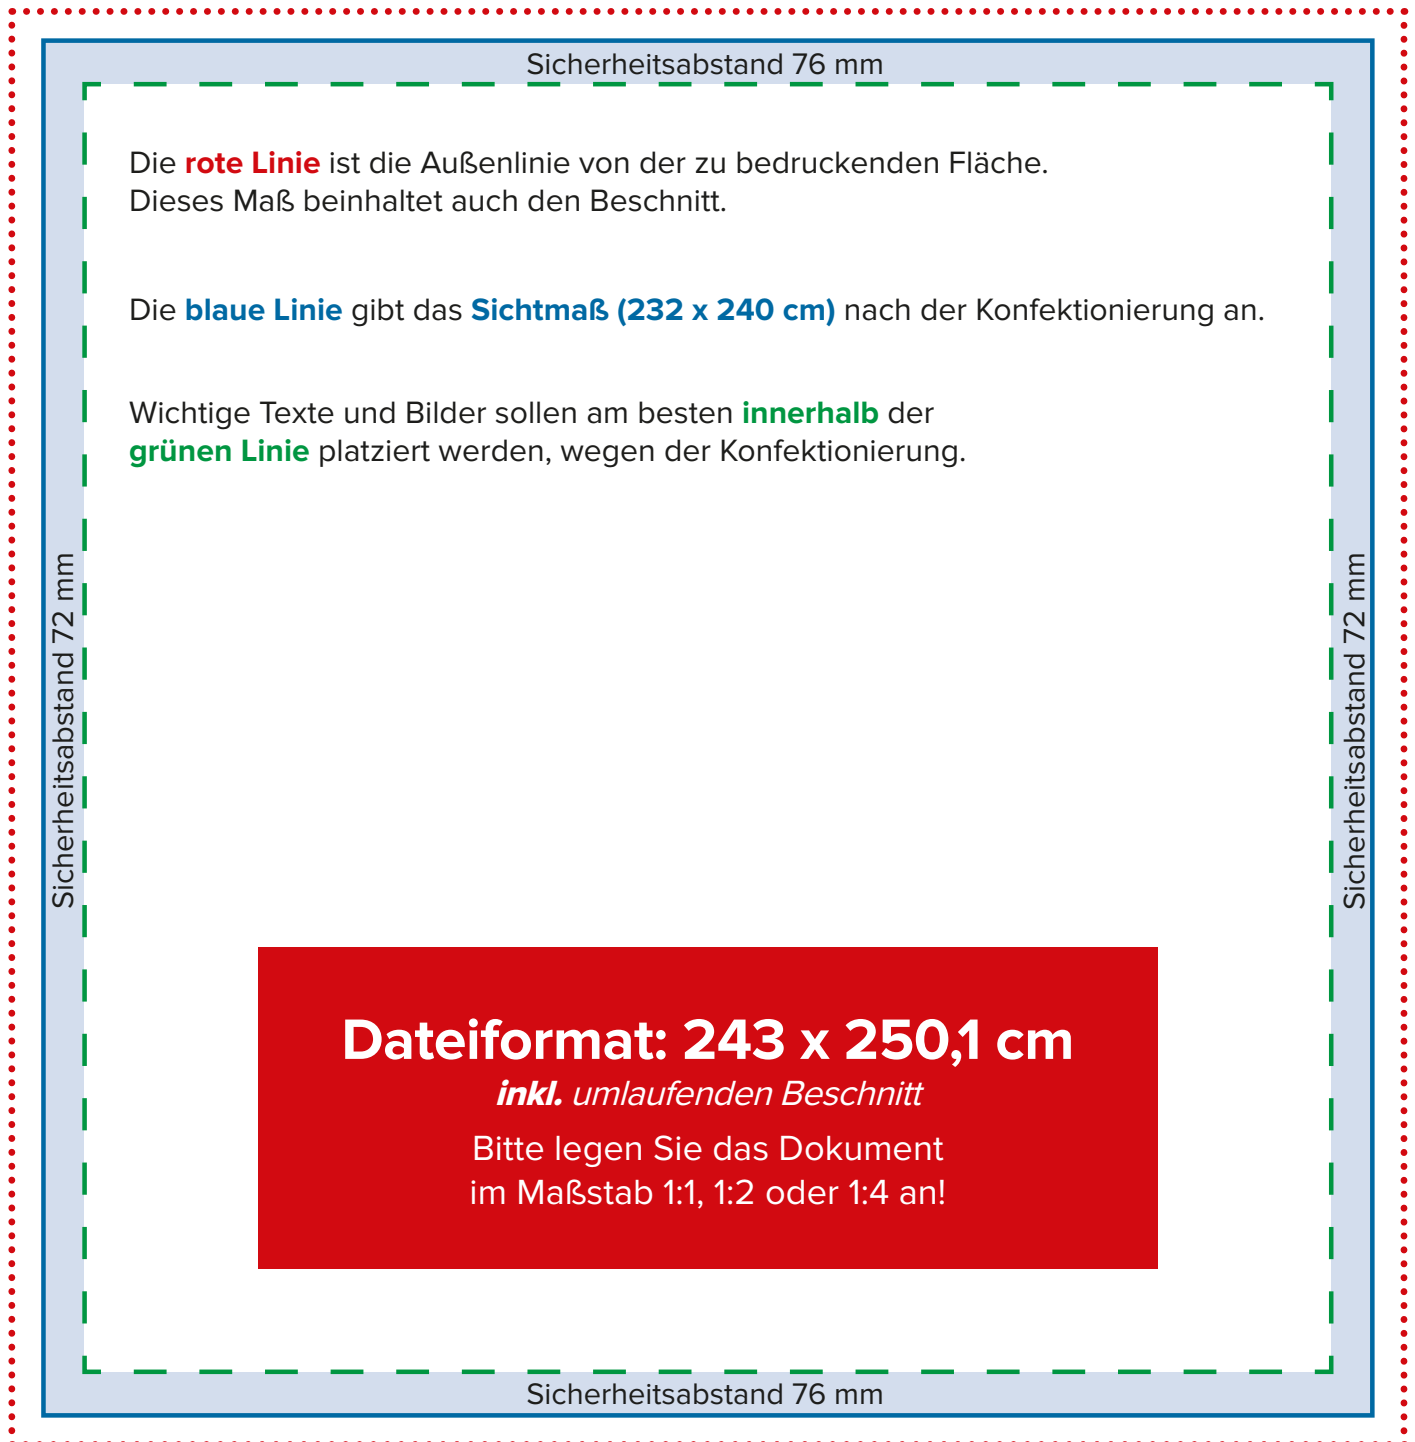 Sicherheitsabstand 76 mm
Die rote Linie ist die Außenlinie von der zu bedruckenden Fläche.
Dieses Maß beinhaltet auch den Beschnitt.
Die blaue Linie gibt das Sichtmaß (232 x 240 cm) nach der Konfektionierung an.
Wichtige Texte und Bilder sollen am besten innerhalb der
grünen Linie platziert werden, wegen der Konfektionierung.
Sicherheitsabstand 72 mm
Sicherheitsabstand 72 mm
Dateiformat: 243 x 250,1 cm
inkl. umlaufenden Beschnitt
Bitte legen Sie das Dokument
im Maßstab 1:1, 1:2 oder 1:4 an!
Sicherheitsabstand 76 mm